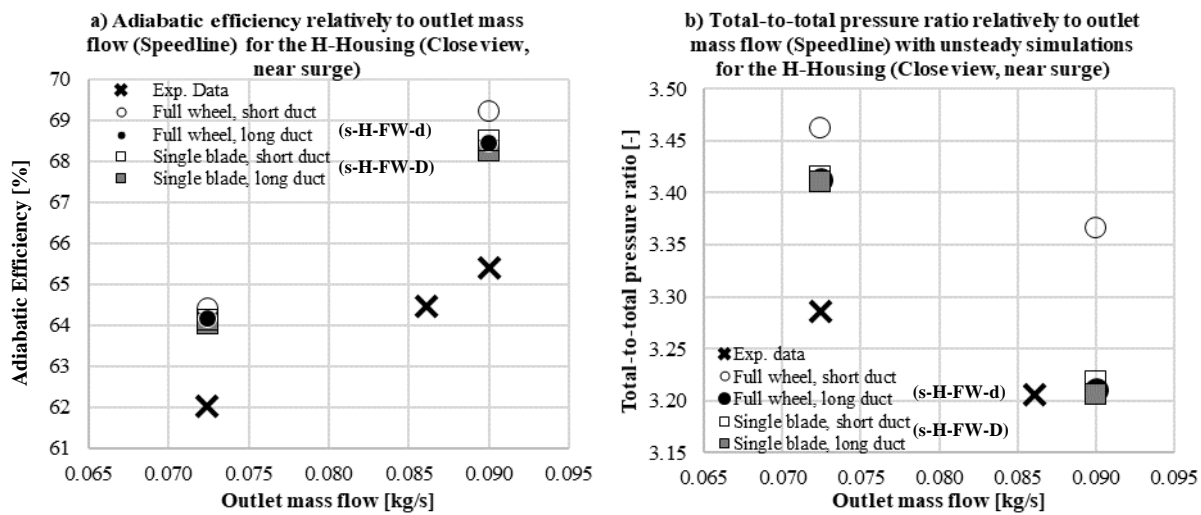 a) Adiabatic efficiency relatively to outlet mass
flow (Speedline) for the H-Housing (Close view,
near surge)
70
69
68
67
66
65
64
63
62
61
Adiabatic Efficiency [%]
Exp. Data
Full wheel, short duct
Full wheel, long duct (s-H-FW-d)
Single blade, short duct
Single blade, long duct (s-H-FW-D)
0.065 0.070 0.075 0.080 0.085 0.090 0.095
Outlet mass flow [kg/s]
b) Total-to-total pressure ratio relatively to outlet
mass flow (Speedline) with unsteady simulations
for the H-Housing (Close view, near surge)
3.50
3.45
3.40
3.35
3.30
3.25
3.20
3.15
Total-to-total pressure ratio [-]
Exp. data
Full wheel, short duct
Full wheel, long duct (s-H-FW-d)
Single blade, short duct
Single blade, long duct (s-H-FW-D)
0.065 0.070 0.075 0.080 0.085 0.090 0.095
Outlet mass flow [kg/s]